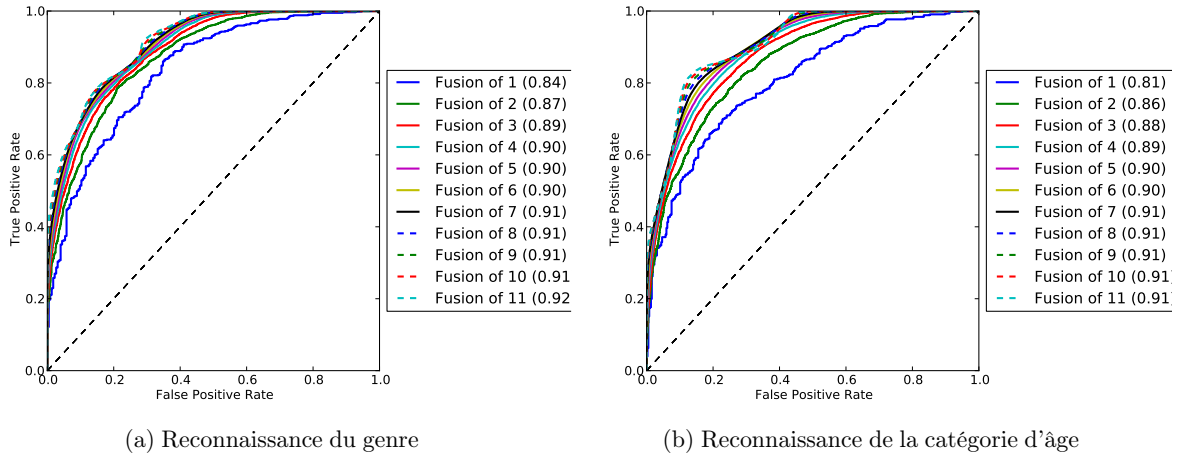 1.0
0.8
0.6
0.4
0.2
0.0
0.0 0.2 0.4 0.6 0.8 1.0
True Positive Rate
False Positive Rate
Fusion of 1 (0.84)
Fusion of 2 (0.87)
Fusion of 3 (0.89)
Fusion of 4 (0.90)
Fusion of 5 (0.90)
Fusion of 6 (0.90)
Fusion of 7 (0.91)
Fusion of 8 (0.91)
Fusion of 9 (0.91)
Fusion of 10 (0.91
Fusion of 11 (0.92
(a) Reconnaissance du genre
1.0
0.8
0.6
0.4
0.2
0.0
0.0 0.2 0.4 0.6 0.8 1.0
True Positive Rate
False Positive Rate
Fusion of 1 (0.81)
Fusion of 2 (0.86)
Fusion of 3 (0.88)
Fusion of 4 (0.89)
Fusion of 5 (0.90)
Fusion of 6 (0.90)
Fusion of 7 (0.91)
Fusion of 8 (0.91)
Fusion of 9 (0.91)
Fusion of 10 (0.91)
Fusion of 11 (0.91)
(b) Reconnaissance de la catégorie d'âge